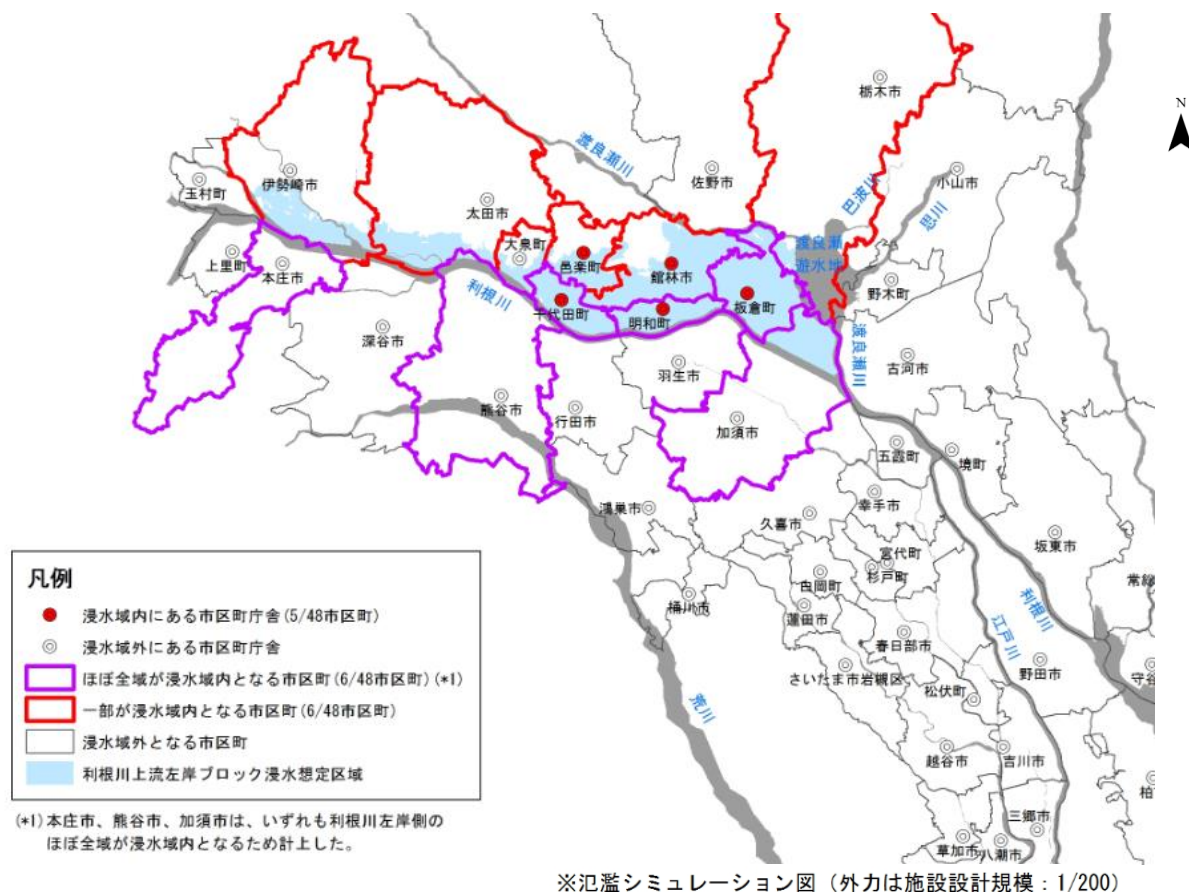 N
栃木市
渡良瀬川
佐野市
巴波川
小山市
思川
玉村町
伊勢崎市
太田市
大泉町
邑楽町
館林市
渡良瀬
遊水地
上里町
本庄市
利根川
千代田町
明和町
板倉町
野木町
渡良瀬川
深谷市
羽生市
古河市
熊谷市
行田市
加須市
五霞町
境町
鴻巣市
久喜市
幸手市
坂東市
宮代町
杉戸町
白岡町
常総
桶川市
蓮田市
利根川
江戸川
春日部市
さいたま市岩槻区
野田市
守谷
松伏町
荒川
越谷市
吉川市
柏
三郷市
草加市
八潮市
凡例
浸水域内にある市区町庁舎(5/48市区町)
浸水域外にある市区町庁舎
ほぼ全域が浸水域内となる市区町(6/48市区町)(*1)
一部が浸水域内となる市区町(6/48市区町)
浸水域外となる市区町
利根川上流左岸ブロック浸水想定区域
(*1)本庄市、熊谷市、加須市は、いずれも利根川左岸側の
ほぼ全域が浸水域内となるため計上した。
※氾濫シミュレーション図（外力は施設設計規模：1/200）